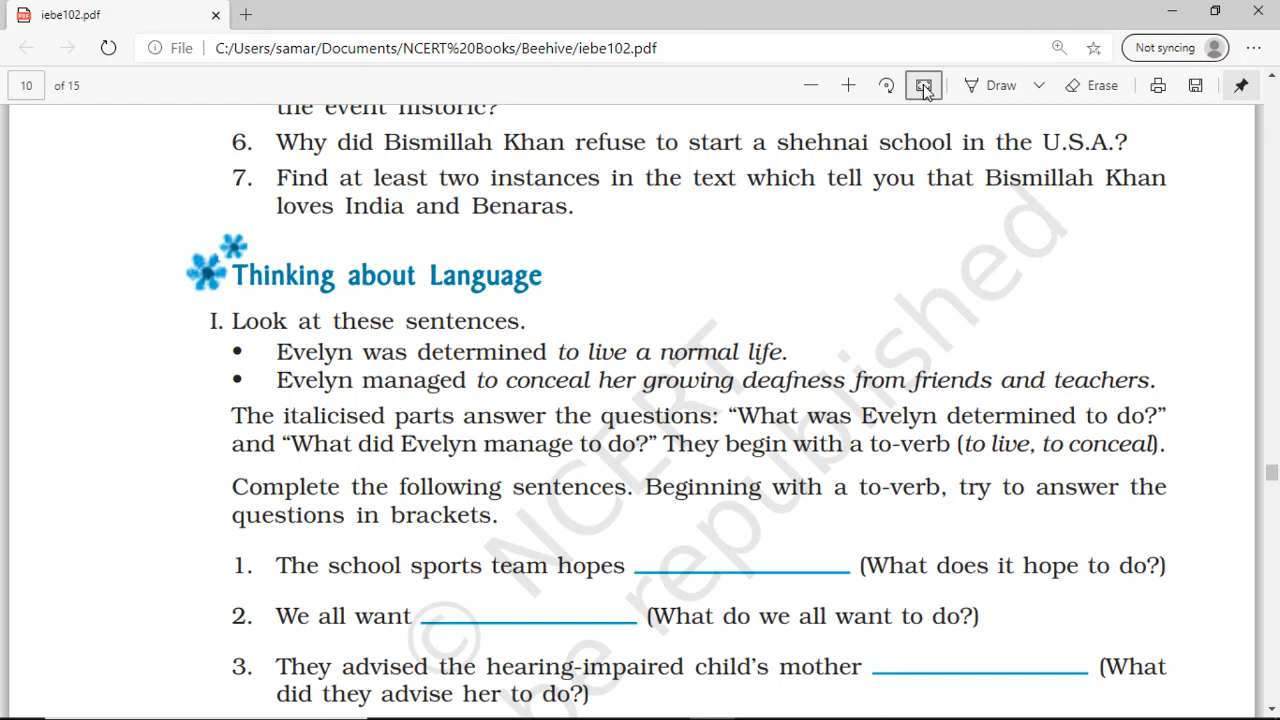 iebe102.pdf
File
C:/Users/samar/Documents/NCERT%20Books/Beehive/iebe102.pdf
Not syncing
10 of 15
Draw
Erase
the event historic?
6. Why did Bismillah Khan refuse to start a shehnai school in the U.S.A.?
7. Find at least two instances in the text which tell you that Bismillah Khan
loves India and Benaras.
Thinking about Language
I. Look at these sentences.
• Evelyn was determined to live a normal life.
• Evelyn managed to conceal her growing deafness from friends and teachers.
The italicised parts answer the questions: “What was Evelyn determined to do?”
and “What did Evelyn manage to do?” They begin with a to-verb (to live, to conceal).
Complete the following sentences. Beginning with a to-verb, try to answer the
questions in brackets.
1. The school sports team hopes ____________ (What does it hope to do?)
2. We all want ____________ (What do we all want to do?)
3. They advised the hearing-impaired child’s mother ____________ (What
did they advise her to do?)
© NCERT
be republished